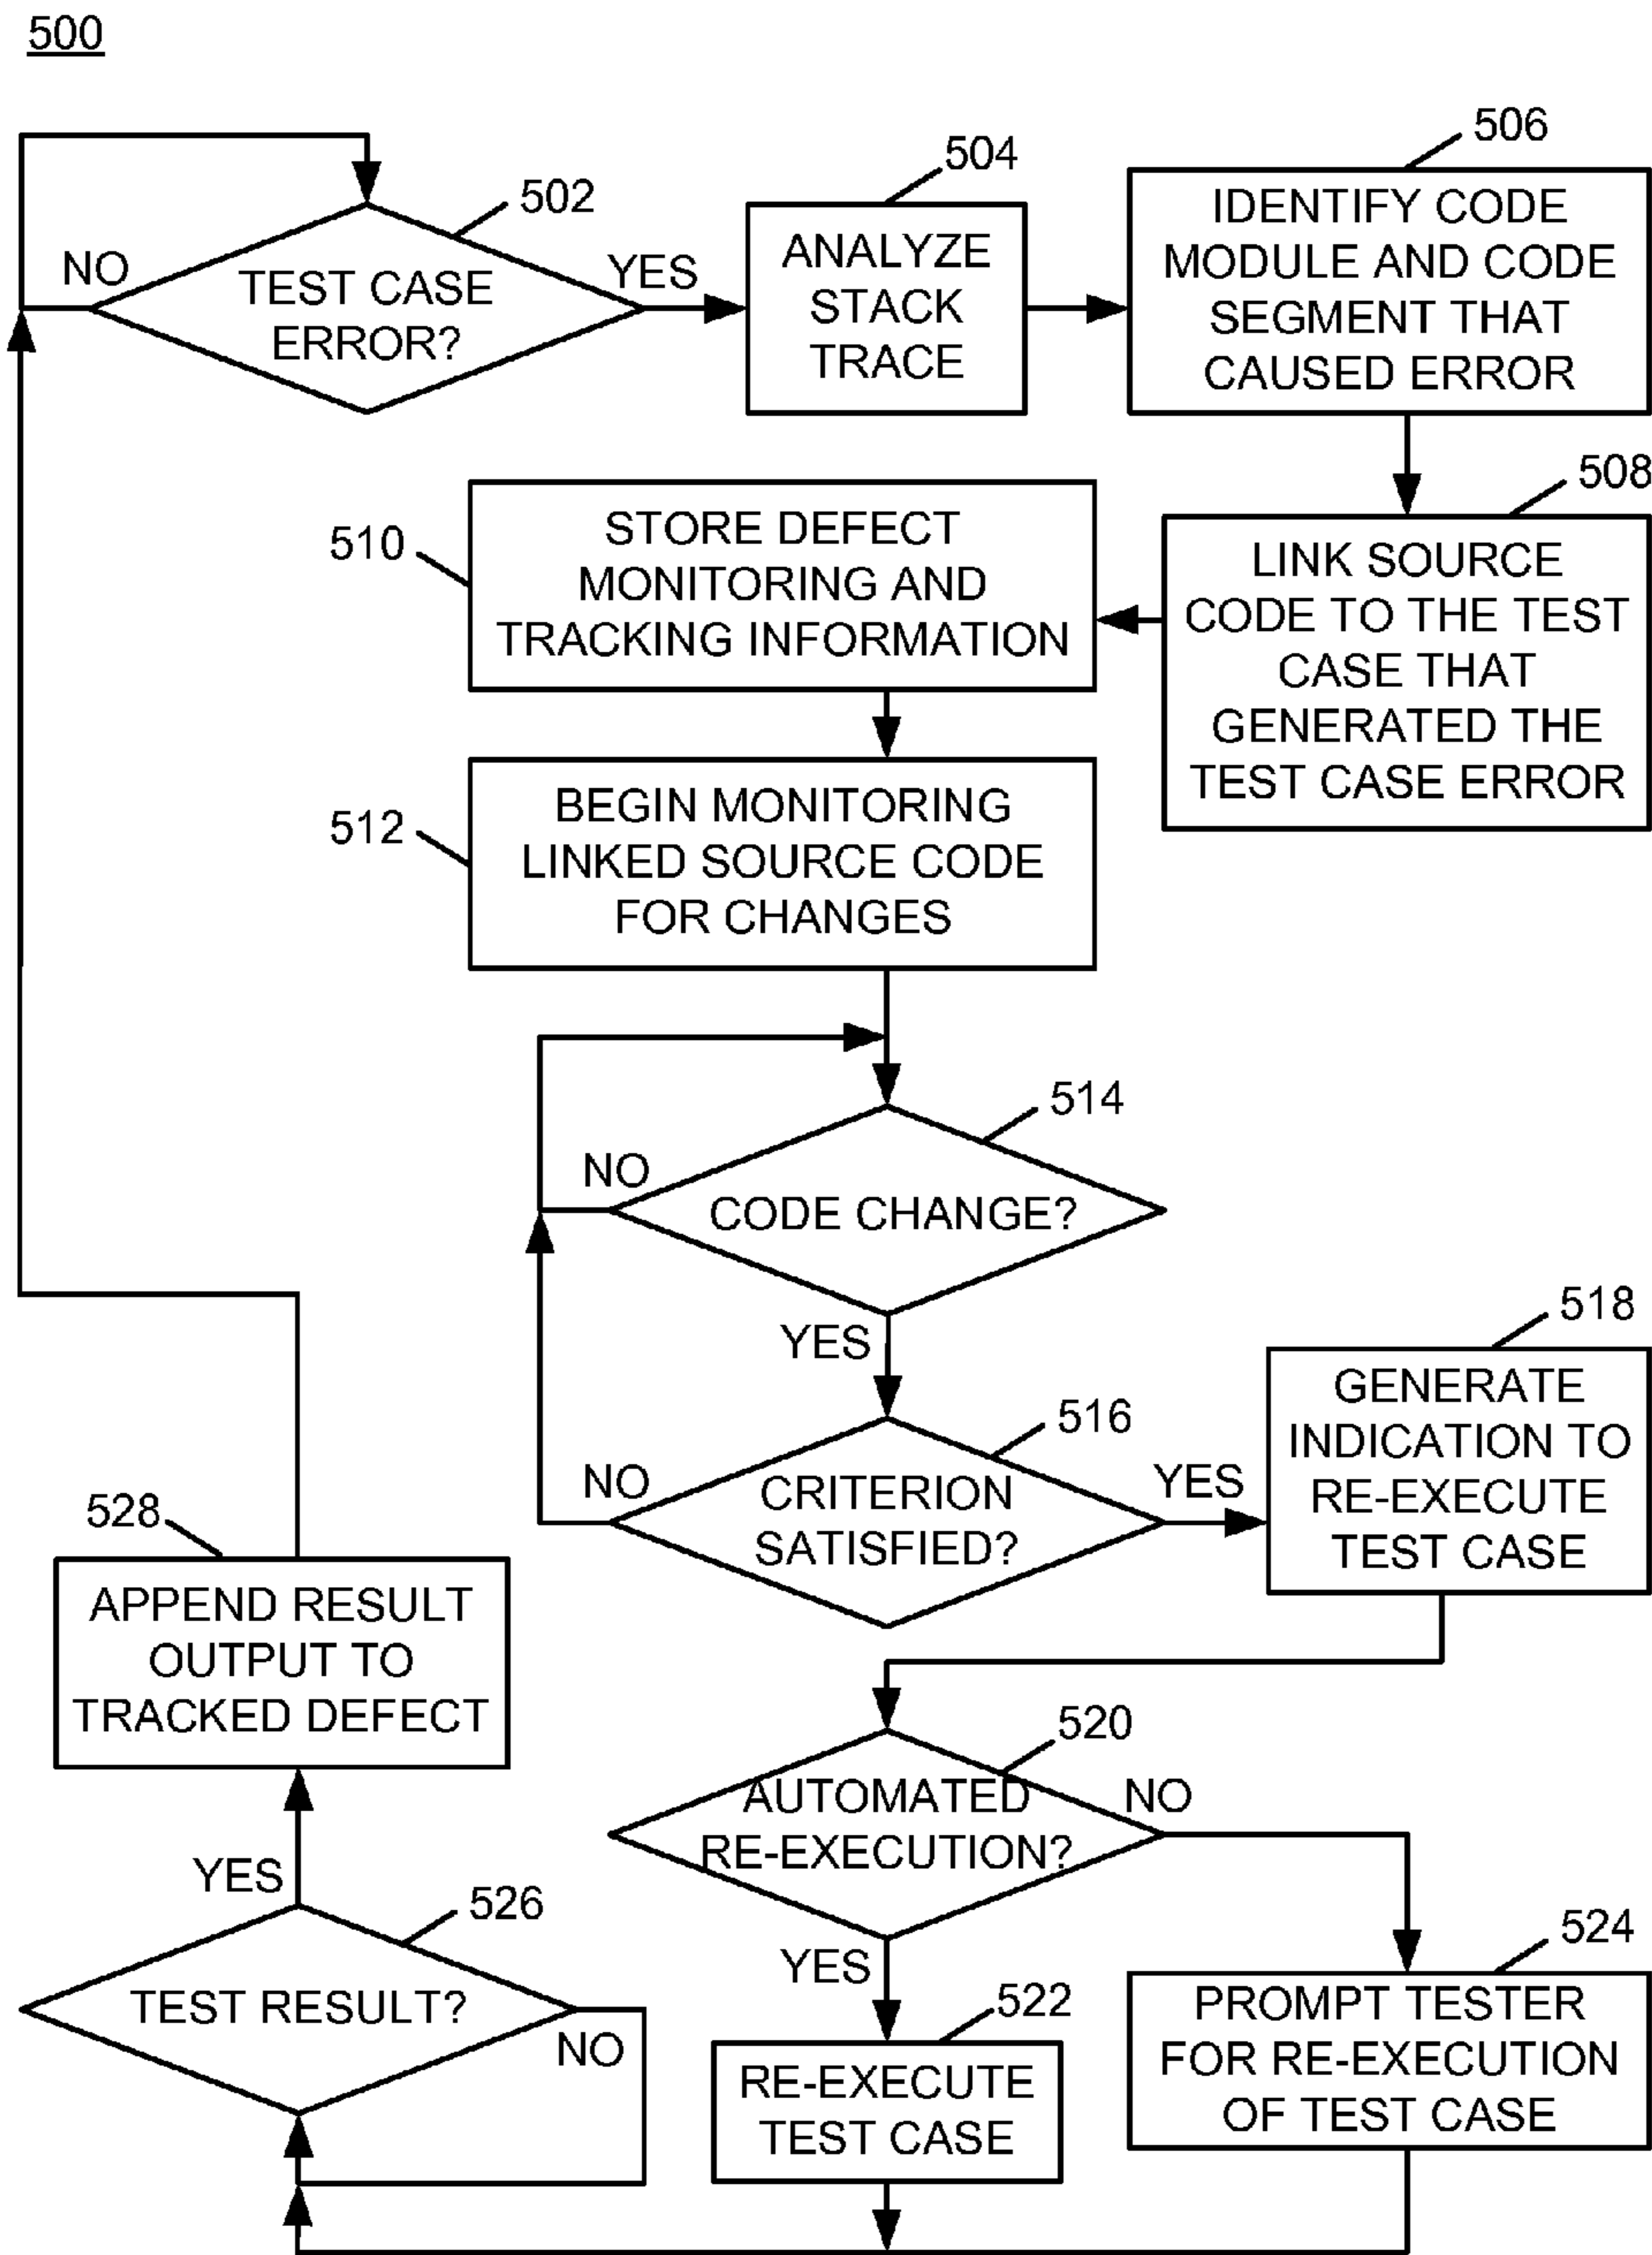 500
502
NO
TEST CASE
ERROR?
YES
504
ANALYZE
STACK
TRACE
506
IDENTIFY CODE
MODULE AND CODE
SEGMENT THAT
CAUSED ERROR
508
LINK SOURCE
CODE TO THE TEST
CASE THAT
GENERATED THE
TEST CASE ERROR
510
STORE DEFECT
MONITORING AND
TRACKING INFORMATION
512
BEGIN MONITORING
LINKED SOURCE CODE
FOR CHANGES
514
NO
CODE CHANGE?
YES
516
NO
CRITERION
SATISFIED?
YES
518
GENERATE
INDICATION TO
RE-EXECUTE
TEST CASE
520
AUTOMATED
RE-EXECUTION?
NO
YES
522
RE-EXECUTE
TEST CASE
524
PROMPT TESTER
FOR RE-EXECUTION
OF TEST CASE
526
TEST RESULT?
NO
YES
528
APPEND RESULT
OUTPUT TO
TRACKED DEFECT